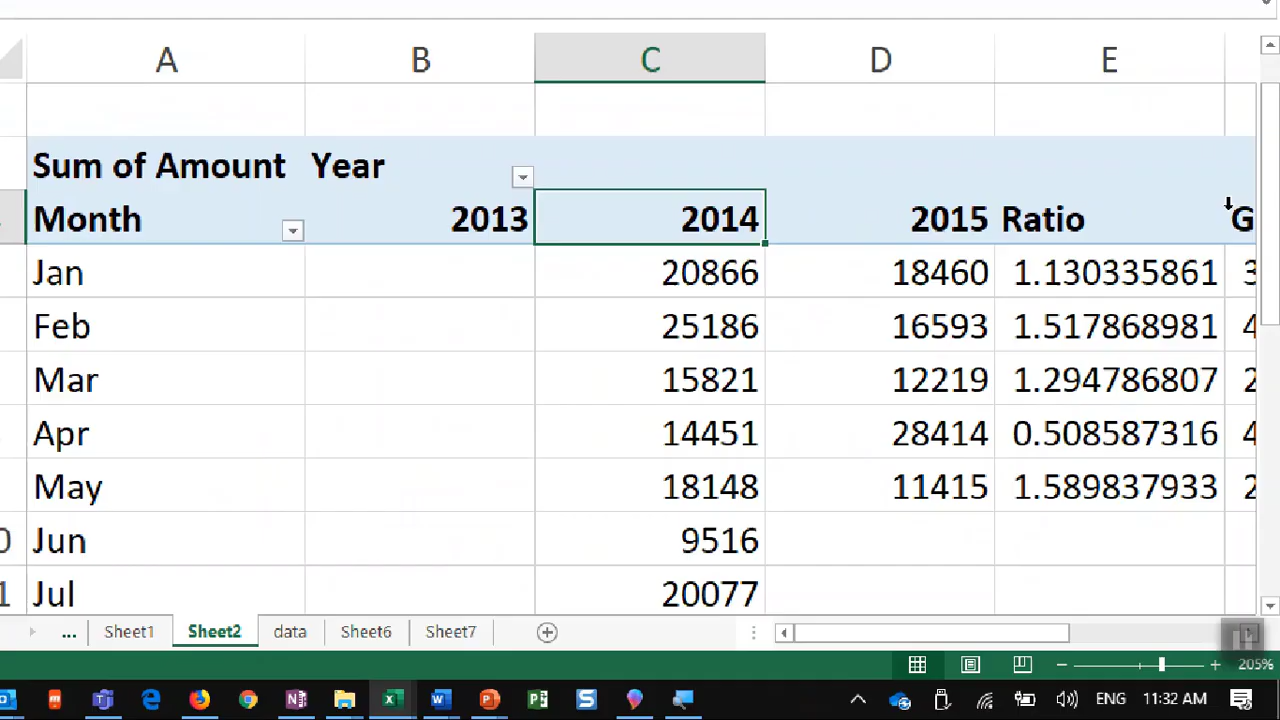 A B C D E
Sum of Amount Year
Month 2013 2014 2015 Ratio G
Jan 20866 18460 1.130335861 3
Feb 25186 16593 1.517868981 4
Mar 15821 12219 1.294786807 2
Apr 14451 28414 0.508587316 4
May 18148 11415 1.589837933 2
0 Jun 9516
1 Jul 20077
... Sheet1 Sheet2 data Sheet6 Sheet7
205%
ENG 11:32 AM